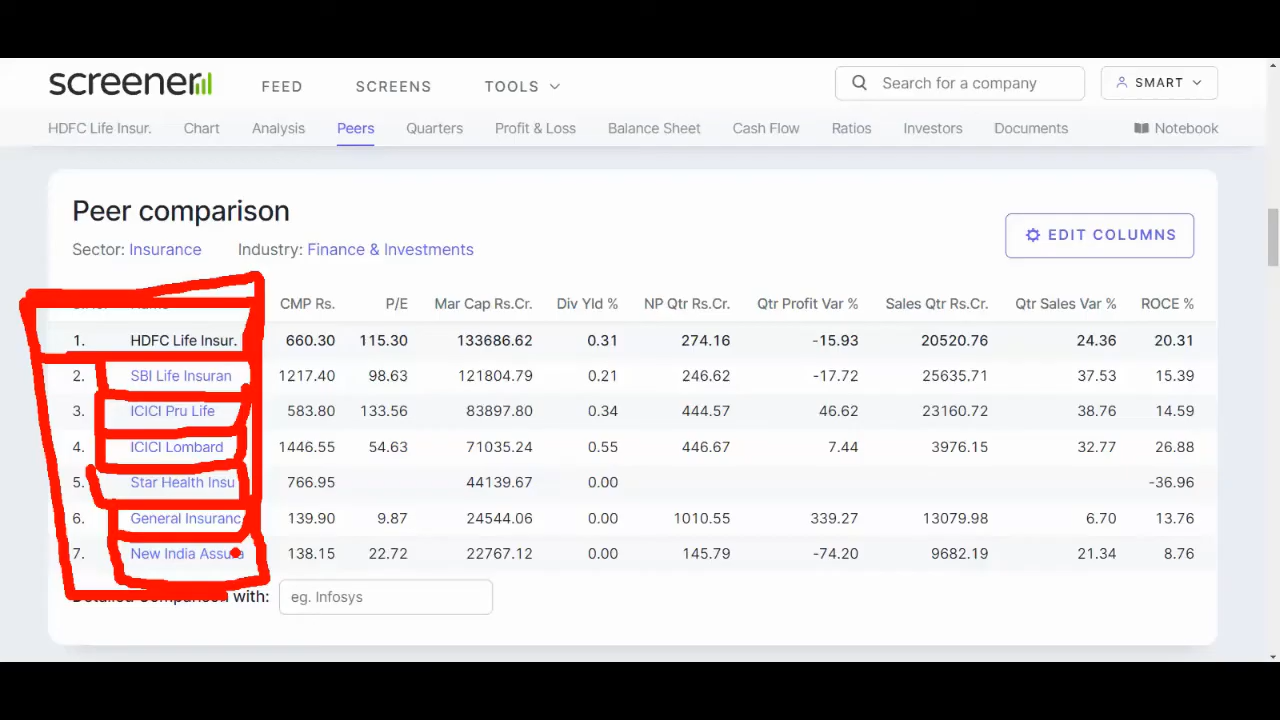 screener FEED SCREENS TOOLS Search for a company SMART
HDFC Life Insur. Chart Analysis Peers Quarters Profit & Loss Balance Sheet Cash Flow Ratios Investors Documents Notebook
Peer comparison
Sector: Insurance Industry: Finance & Investments EDIT COLUMNS
CMP Rs. P/E Mar Cap Rs.Cr. Div Yld % NP Qtr Rs.Cr. Qtr Profit Var % Sales Qtr Rs.Cr. Qtr Sales Var % ROCE %
1. HDFC Life Insur. 660.30 115.30 133686.62 0.31 274.16 -15.93 20520.76 24.36 20.31
2. SBI Life Insuran 1217.40 98.63 121804.79 0.21 246.62 -17.72 25635.71 37.53 15.39
3. ICICI Pru Life 583.80 133.56 83897.80 0.34 444.57 46.62 23160.72 38.76 14.59
4. ICICI Lombard 1446.55 54.63 71035.24 0.55 446.67 7.44 3976.15 32.77 26.88
5. Star Health Insu 766.95 44139.67 0.00 -36.96
6. General Insuranc 139.90 9.87 24544.06 0.00 1010.55 339.27 13079.98 6.70 13.76
7. New India Assura 138.15 22.72 22767.12 0.00 145.79 -74.20 9682.19 21.34 8.76
Detailed Comparison with: eg. Infosys